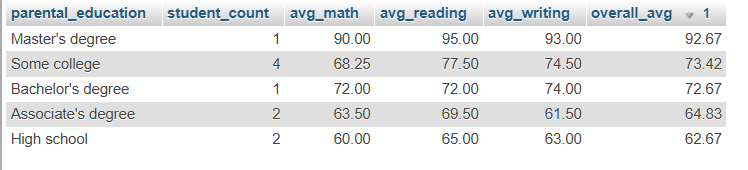 parental_education student_count avg_math avg_reading avg_writing overall_avg 1
Master's degree 1 90.00 95.00 93.00 92.67
Some college 4 68.25 77.50 74.50 73.42
Bachelor's degree 1 72.00 72.00 74.00 72.67
Associate's degree 2 63.50 69.50 61.50 64.83
High school 2 60.00 65.00 63.00 62.67